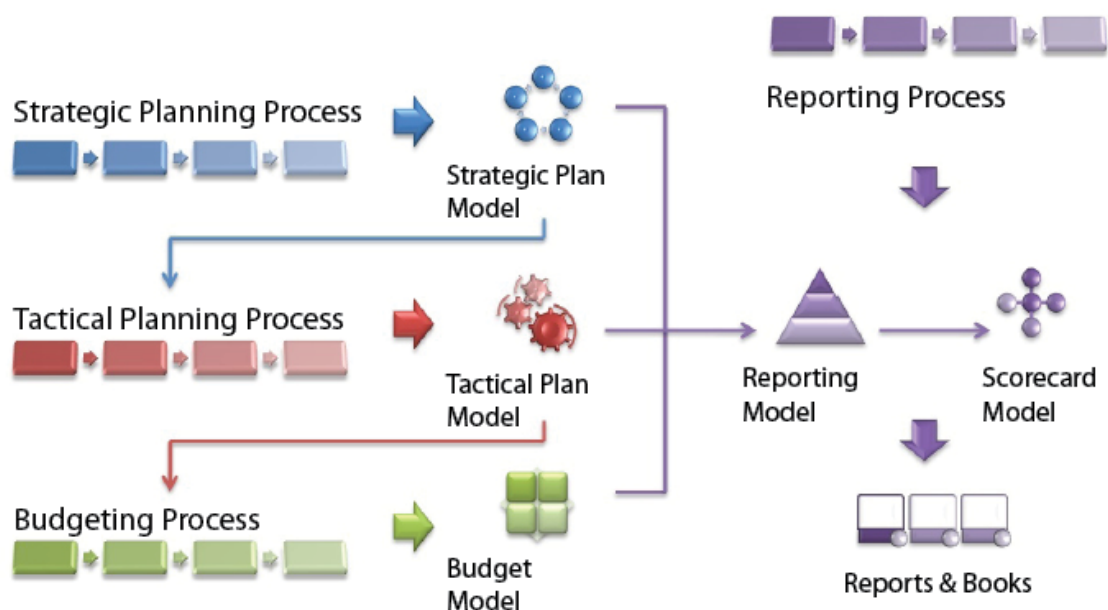 Strategic Planning Process
Strategic Plan
Model
Tactical Planning Process
Tactical Plan
Model
Budgeting Process
Budget
Model
Reporting Process
Reporting
Model
Scorecard
Model
Reports & Books